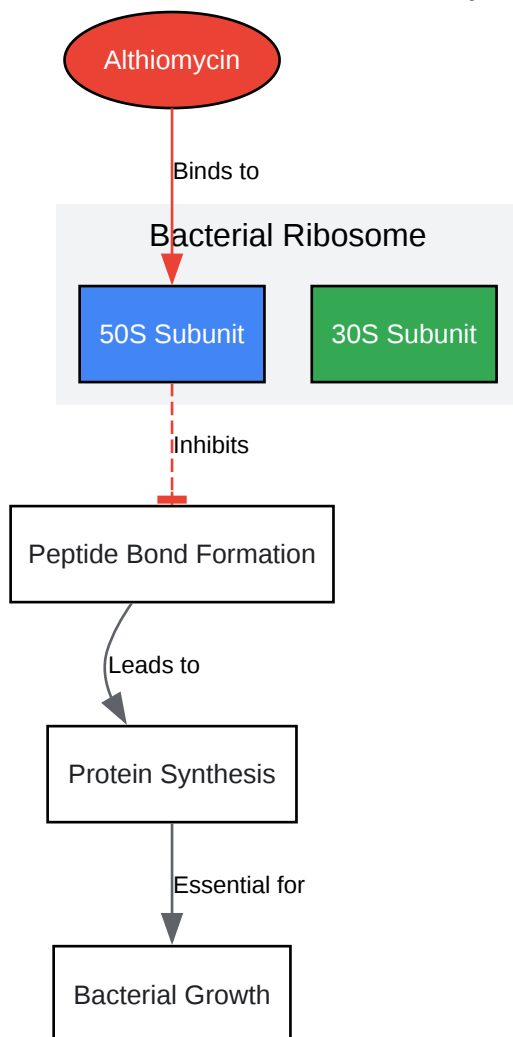 Althiomycin
Binds to
Bacterial Ribosome
50S Subunit
30S Subunit
Inhibits
Peptide Bond Formation
Leads to
Protein Synthesis
Essential for
Bacterial Growth